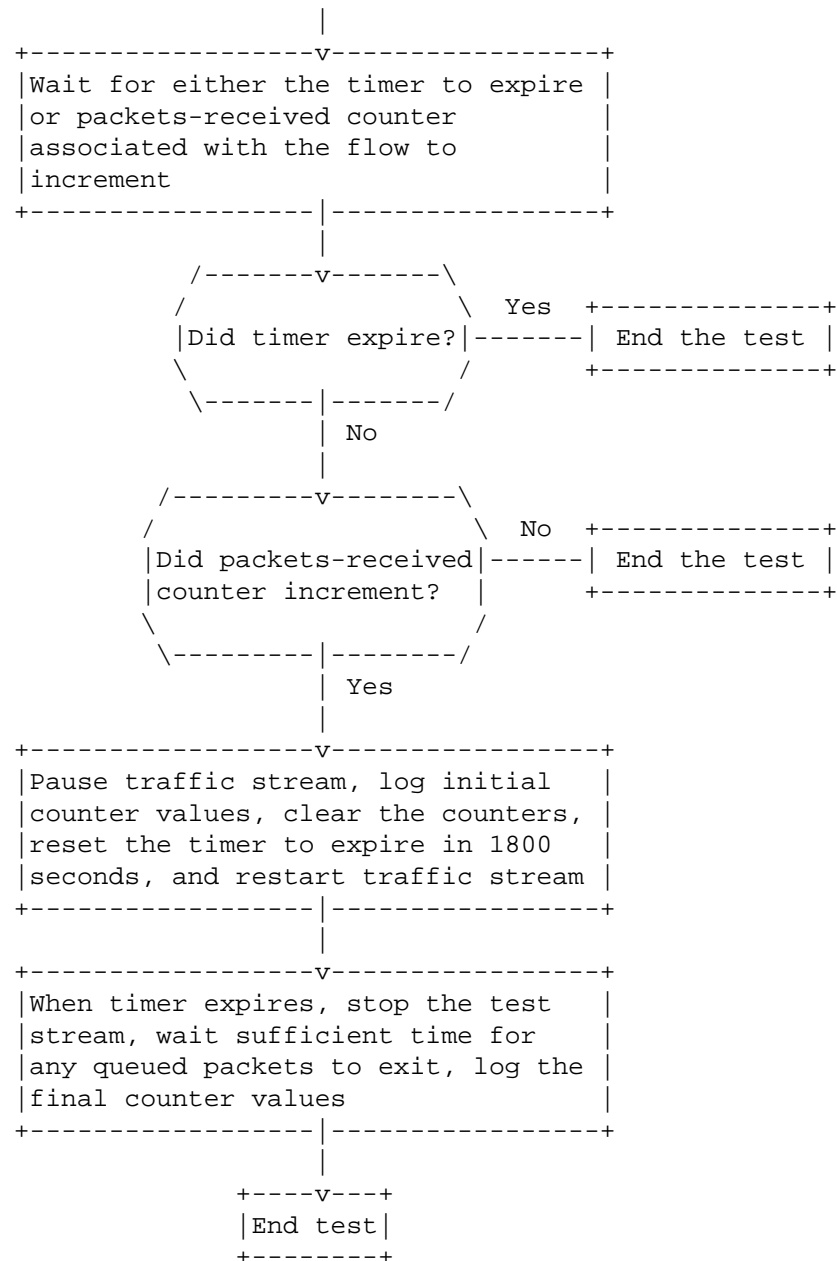 Wait for either the timer to expire
or packets-received counter
associated with the flow to
increment
Yes
Did timer expire?
End the test
No
No
Did packets-received
End the test
counter increment?
Yes
Pause traffic stream, log initial
counter values, clear the counters,
reset the timer to expire in 1800
seconds, and restart traffic stream
When timer expires, stop the test
stream, wait sufficient time for
any queued packets to exit, log the
final counter values
End test